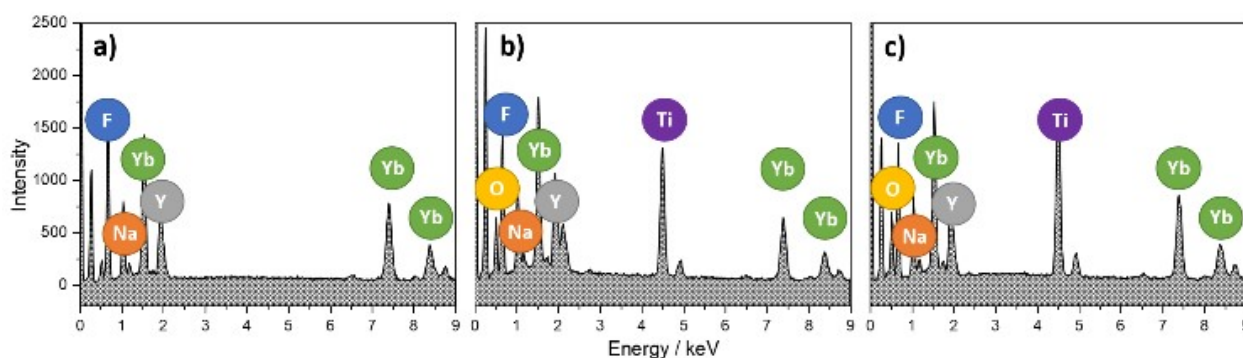 a) b) c)
2500
2000
1500
1000
500
0
Intensity
F Yb Na Y Yb Yb
F O Yb Na Y Ti Yb Yb
F O Yb Na Y Ti Yb Yb
0 1 2 3 4 5 6 7 8 9 0 1 2 3 4 5 6 7 8 9 0 1 2 3 4 5 6 7 8 9
Energy / keV